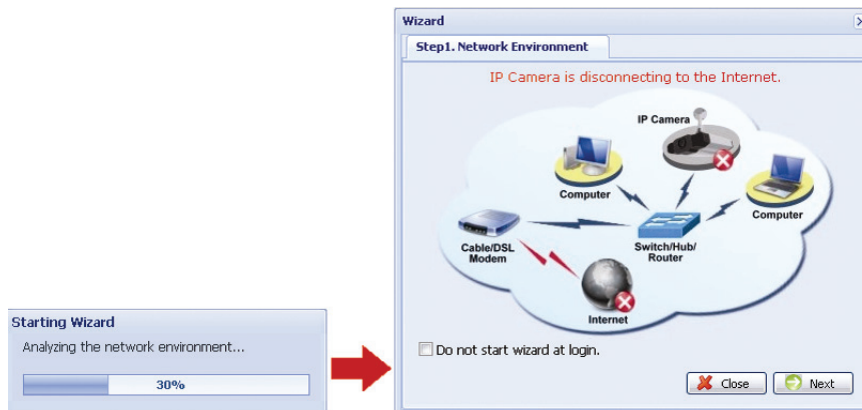 Starting Wizard
Analyzing the network environment...
30%
Wizard
Step1. Network Environment
IP Camera is disconnecting to the Internet.
IP Camera
Computer
Computer
Cable/DSL
Modem
Switch/Hub/
Router
Internet
Do not start wizard at login.
Close
Next